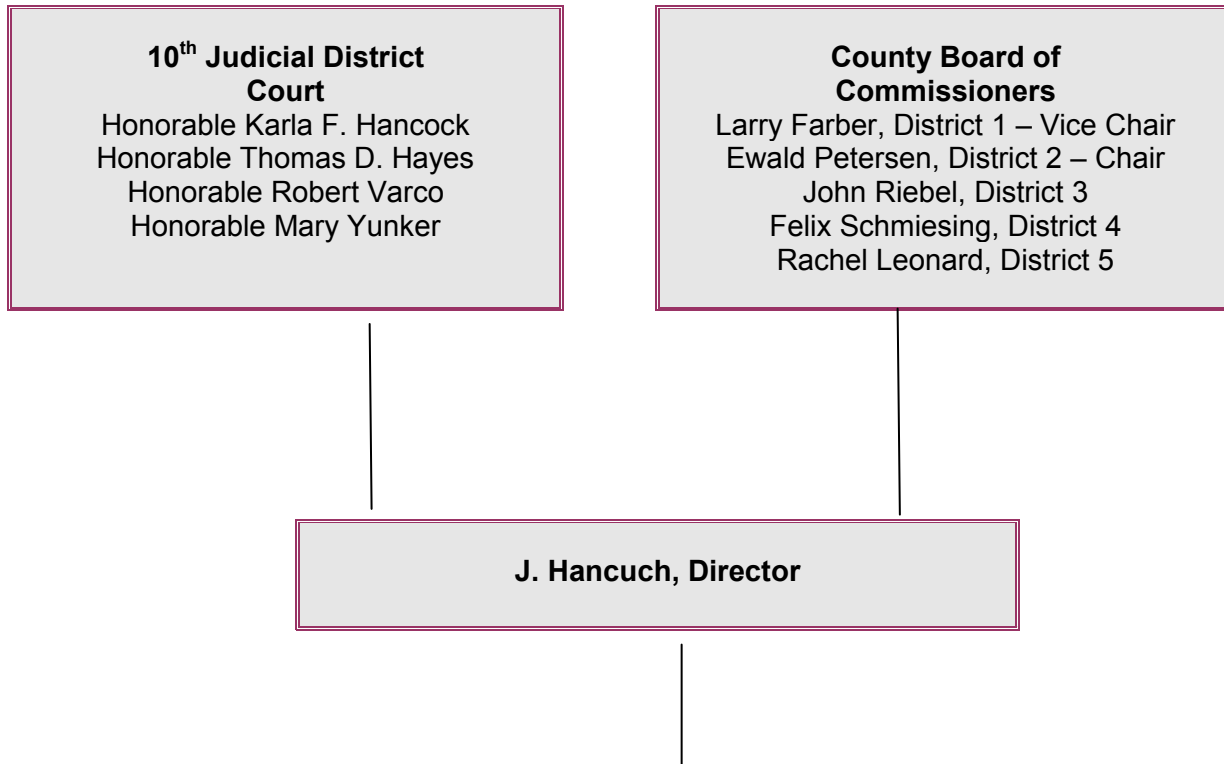 10th Judicial District
Court
Honorable Karla F. Hancock
Honorable Thomas D. Hayes
Honorable Robert Varco
Honorable Mary Yunker
County Board of
Commissioners
Larry Farber, District 1 – Vice Chair
Ewald Petersen, District 2 – Chair
John Riebel, District 3
Felix Schmiesing, District 4
Rachel Leonard, District 5
J. Hancuch, Director